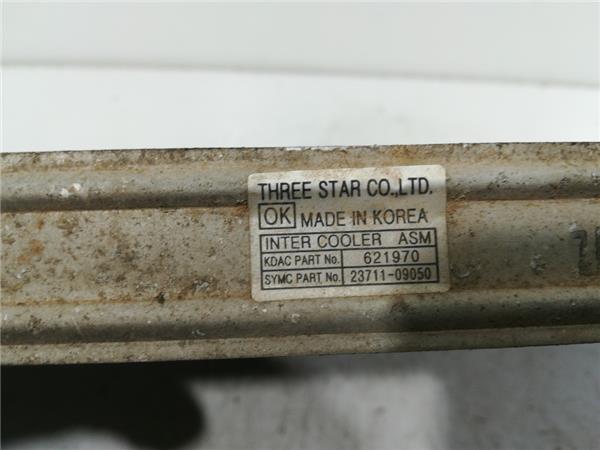 THREE STAR CO.,LTD.
OK MADE IN KOREA
INTER COOLER ASM
KDAC PART No. 621970
SYMC PART No. 23711-09050